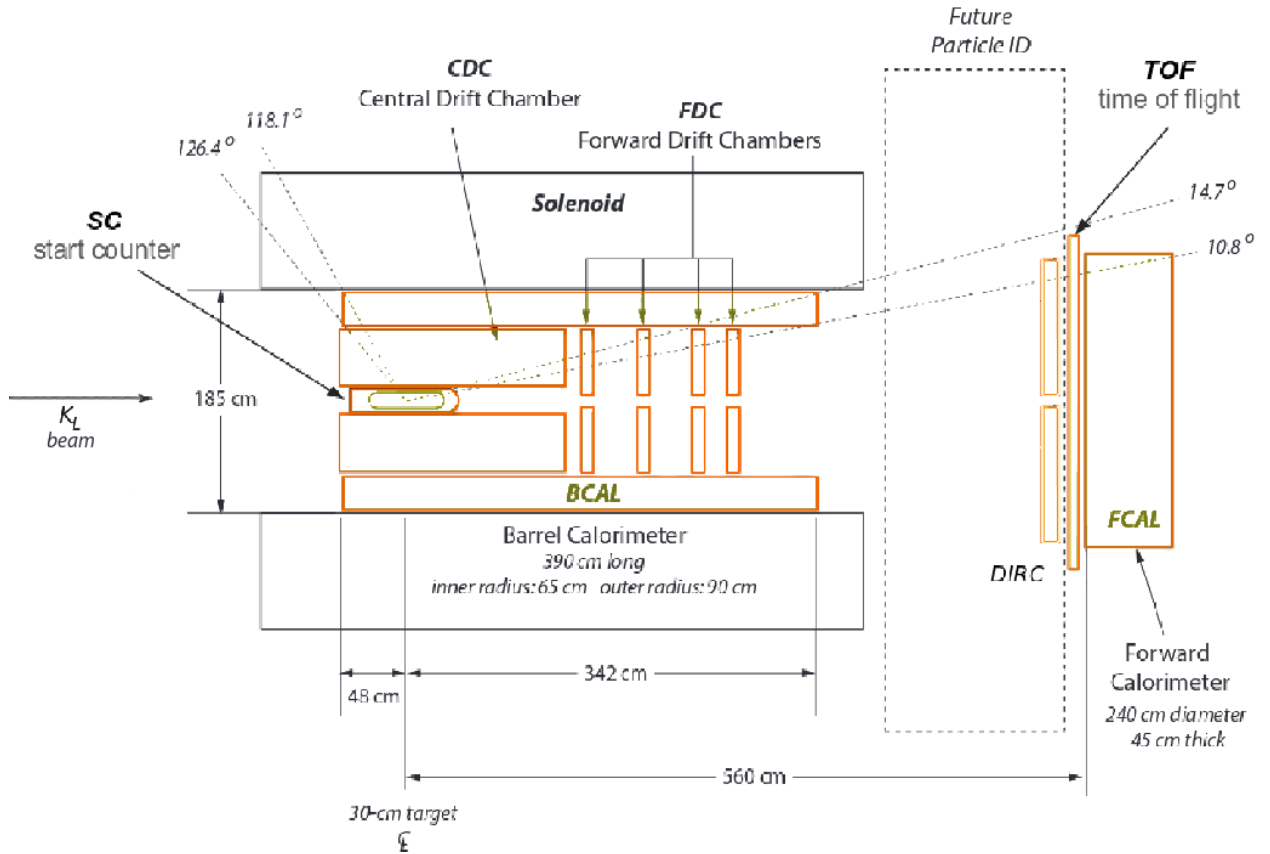 Future
Particle ID
CDC
Central Drift Chamber
TOF
time of flight
118.1°
126.4°
FDC
Forward Drift Chambers
14.7°
Solenoid
SC
start counter
10.8°
185 cm
K_L
beam
BCAL
FCAL
Barrel Calorimeter
390 cm long
inner radius: 65 cm outer radius: 90 cm
DIRC
Forward
Calorimeter
240 cm diameter
45 cm thick
342 cm
48 cm
560 cm
30-cm target
℄